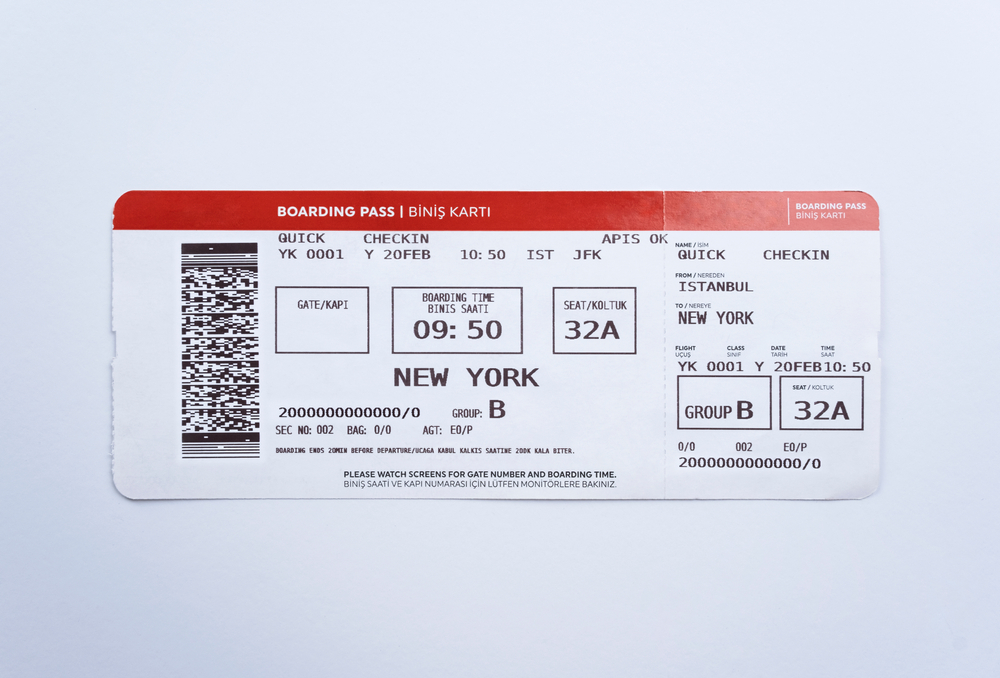 BOARDING PASS | BİNİŞ KARTI
QUICK CHECKIN APIS OK
YK 0001 Y 20FEB 10:50 IST JFK
GATE/KAPI
BOARDING TIME
BINIS SAATI
09:50
SEAT/KOLTUK
32A
NEW YORK
2000000000000/0 GROUP: B
SEC NO: 002 BAG: 0/0 AGT: E0/P
BOARDING ENDS 20MIN BEFORE DEPARTURE/UCAGA KABUL KALKIS SAATINE 20DK KALA BITER.
PLEASE WATCH SCREENS FOR GATE NUMBER AND BOARDING TIME.
BİNİŞ SAATİ VE KAPI NUMARASI İÇİN LÜTFEN MONİTÖRLERE BAKINIZ.
BOARDING PASS
BİNİŞ KARTI
NAME / İSİM
QUICK CHECKIN
FROM / NEREDEN
ISTANBUL
TO / NEREYE
NEW YORK
FLIGHT CLASS DATE TIME
UÇUŞ SINIF TARİH SAAT
YK 0001 Y 20FEB10:50
GROUP B
SEAT / KOLTUK
32A
0/0 002 E0/P
2000000000000/0